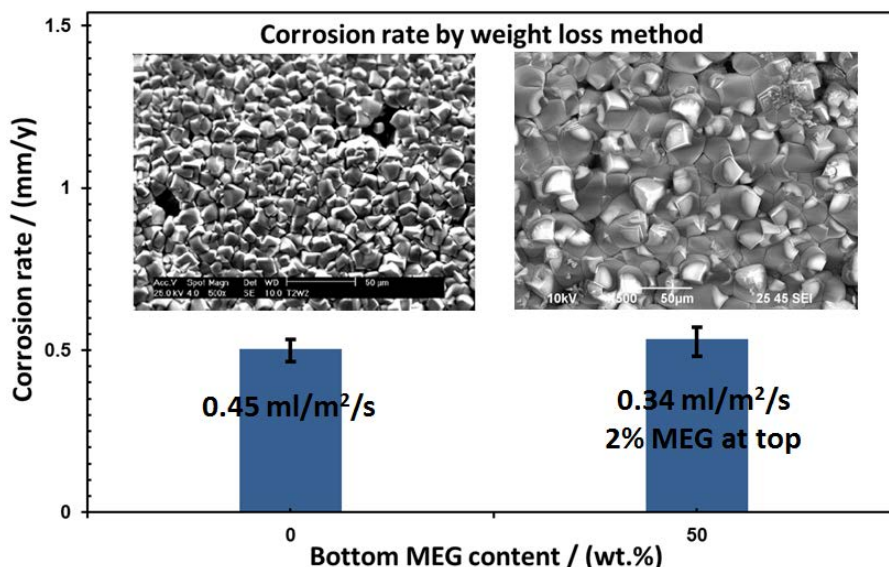 Corrosion rate by weight loss method
1.5
1
0.5
0
Corrosion rate / (mm/y)
Acc.V Spot Magn Det WD 50 µm
25.0 kV 4.0 500x SE 10.0 T2W2
10kV X500 50µm 25 45 SEI
0.45 ml/m²/s
0.34 ml/m²/s
2% MEG at top
0 50
Bottom MEG content / (wt.%)